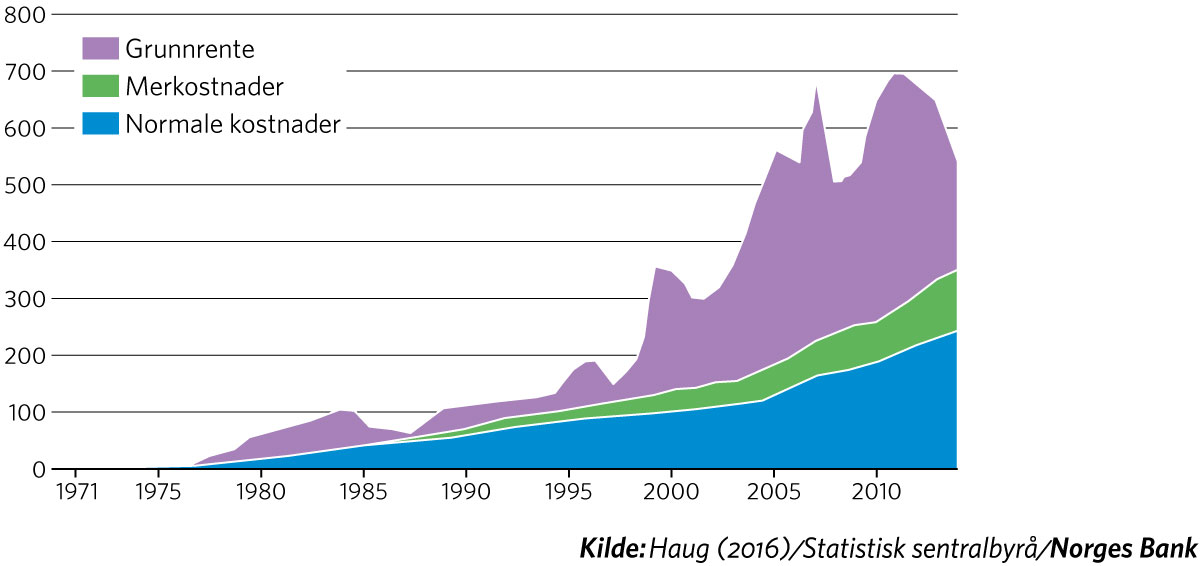 800
700
600
500
400
300
200
100
0
Grunnrente
Merkostnader
Normale kostnader
1971 1975 1980 1985 1990 1995 2000 2005 2010
Kilde: Haug (2016)/Statistisk sentralbyrå/Norges Bank